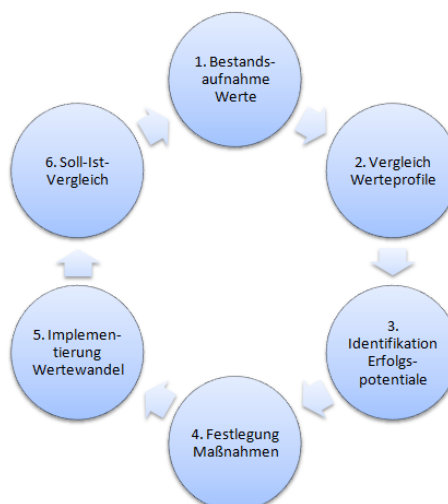 1. Bestands-
aufnahme
Werte
2. Vergleich
Werteprofile
3.
Identifikation
Erfolgs-
potentiale
4. Festlegung
Maßnahmen
5. Implemen-
tierung
Wertewandel
6. Soll-Ist-
Vergleich